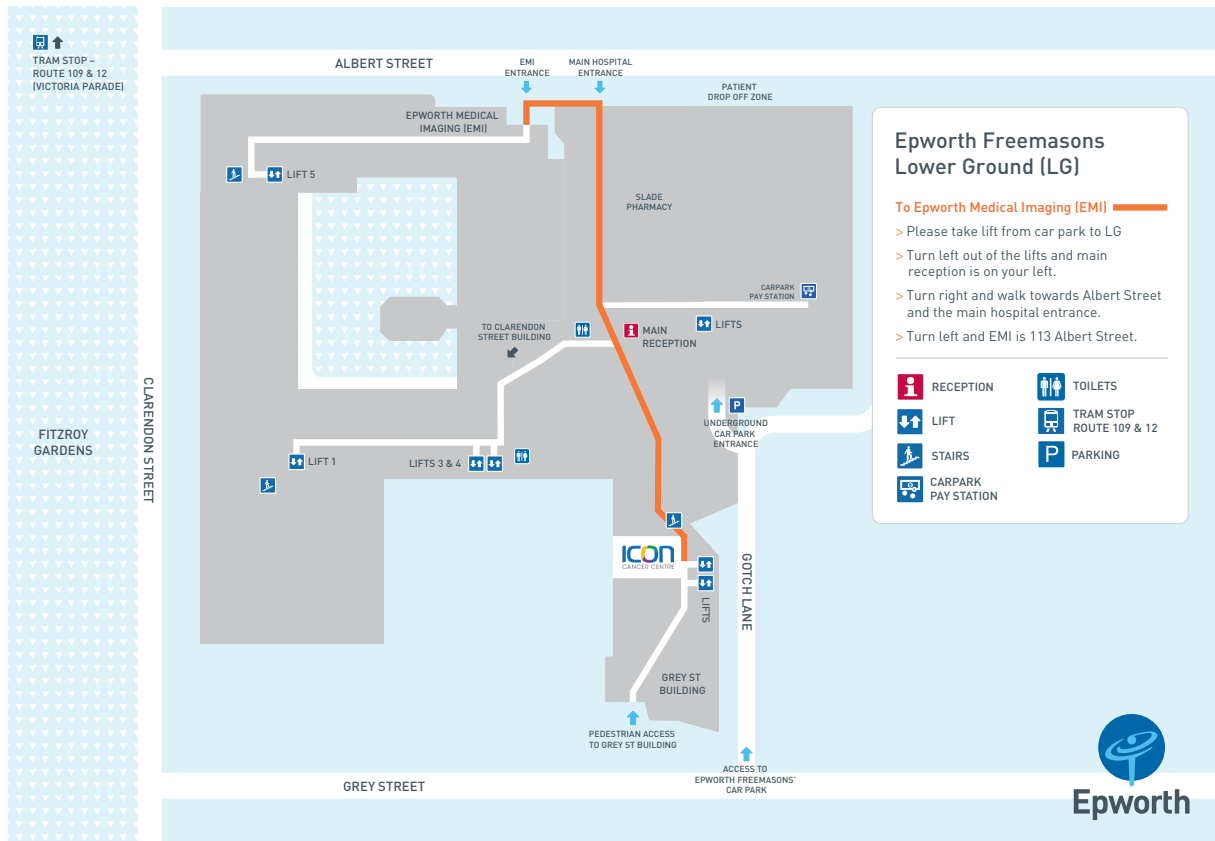 TRAM STOP –
ROUTE 109 & 12
(VICTORIA PARADE)
ALBERT STREET
EMI
ENTRANCE
MAIN HOSPITAL
ENTRANCE
PATIENT
DROP OFF ZONE
EPWORTH MEDICAL
IMAGING (EMI)
LIFT 5
SLADE
PHARMACY
CARPARK
PAY STATION
LIFTS
MAIN
RECEPTION
TO CLARENDON
STREET BUILDING
P
UNDERGROUND
CAR PARK
ENTRANCE
CLARENDON STREET
FITZROY
GARDENS
LIFT 1
LIFTS 3 & 4
ICON
CANCER CENTRE
LIFTS
GOTCH LANE
GREY ST
BUILDING
PEDESTRIAN ACCESS
TO GREY ST BUILDING
ACCESS TO
EPWORTH FREEMASONS'
CAR PARK
GREY STREET
Epworth Freemasons
Lower Ground (LG)
To Epworth Medical Imaging (EMI)
> Please take lift from car park to LG
> Turn left out of the lifts and main
reception is on your left.
> Turn right and walk towards Albert Street
and the main hospital entrance.
> Turn left and EMI is 113 Albert Street.
RECEPTION
LIFT
STAIRS
CARPARK
PAY STATION
TOILETS
TRAM STOP
ROUTE 109 & 12
P PARKING
Epworth